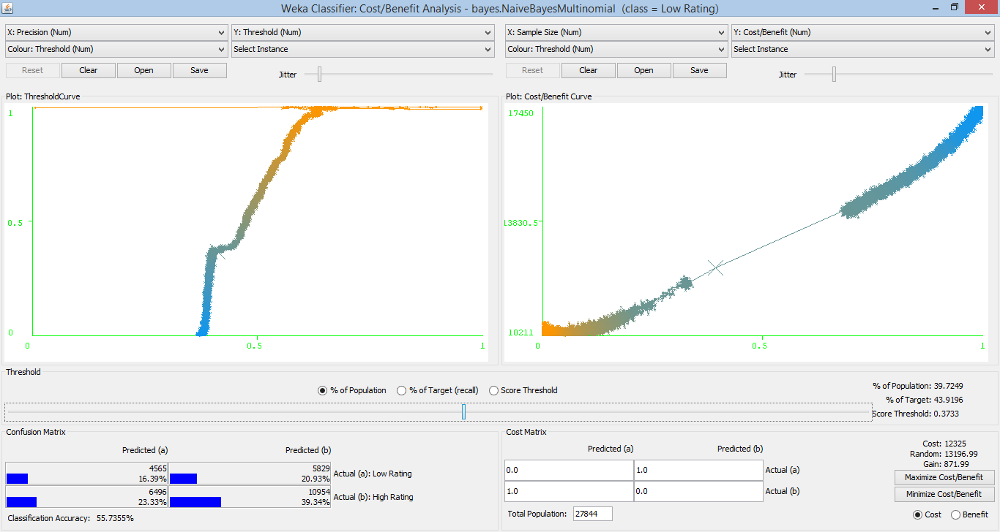 Weka Classifier: Cost/Benefit Analysis - bayes.NaiveBayesMultinomial (class = Low Rating)
X: Precision (Num)
Y: Threshold (Num)
X: Sample Size (Num)
Y: Cost/Benefit (Num)
Colour: Threshold (Num)
Select Instance
Colour: Threshold (Num)
Select Instance
Reset
Clear
Open
Save
Jitter
Reset
Clear
Open
Save
Jitter
Plot: ThresholdCurve
1
0.5
0
0
0.5
1
Plot: Cost/Benefit Curve
17450
13830.5
10211
0
0.5
1
Threshold
% of Population
% of Target (recall)
Score Threshold
% of Population: 39.7249
% of Target: 43.9196
Score Threshold: 0.3733
Confusion Matrix
Predicted (a)
Predicted (b)
4565
16.39%
5829
20.93%
Actual (a): Low Rating
6496
23.33%
10954
39.34%
Actual (b): High Rating
Classification Accuracy: 55.7355%
Cost Matrix
Predicted (a)
Predicted (b)
0.0
1.0
Actual (a)
1.0
0.0
Actual (b)
Total Population: 27844
Cost: 12325
Random: 13196.99
Gain: 871.99
Maximize Cost/Benefit
Minimize Cost/Benefit
Cost
Benefit